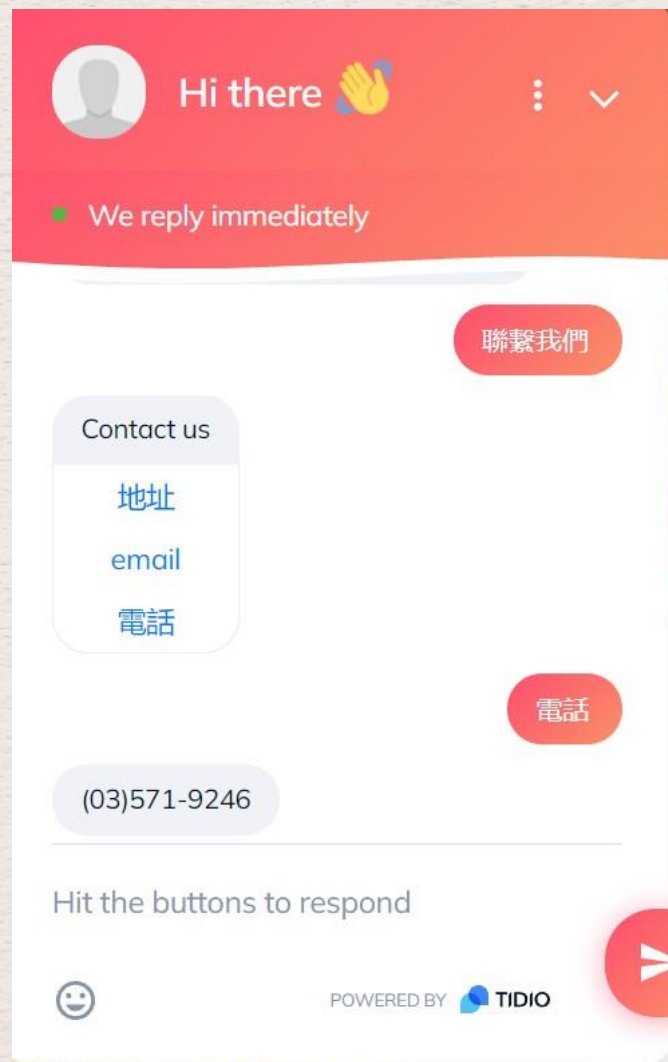 Hi there 👋
We reply immediately
聯繫我們
Contact us
地址
email
電話
電話
(03)571-9246
Hit the buttons to respond
POWERED BY TIDIO